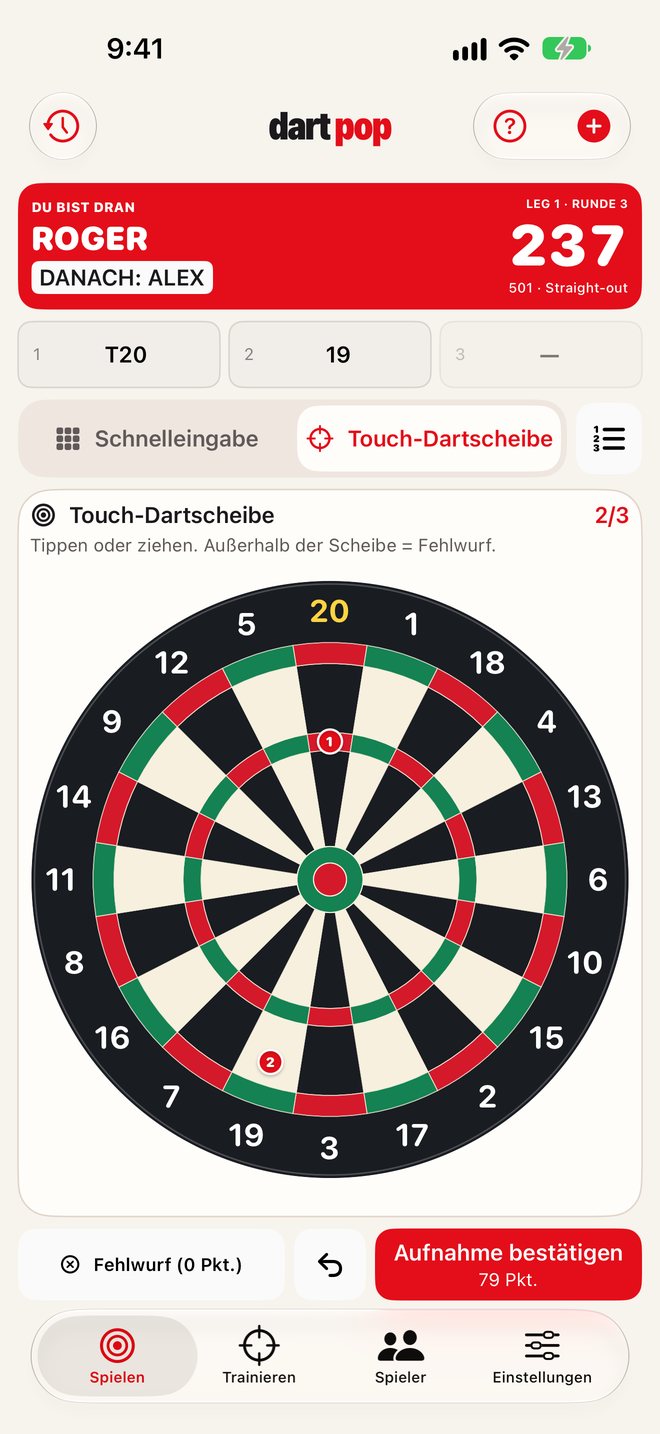 9:41
dartpop
DU BIST DRAN
LEG 1 · RUNDE 3
ROGER
237
DANACH: ALEX
501 · Straight-out
1 T20
2 19
3 —
Schnelleingabe
Touch-Dartscheibe
1
2
3
Touch-Dartscheibe
2/3
Tippen oder ziehen. Außerhalb der Scheibe = Fehlwurf.
20
1
18
4
13
6
10
15
2
17
3
19
7
16
8
11
14
9
12
5
1
2
Fehlwurf (0 Pkt.)
Aufnahme bestätigen
79 Pkt.
Spielen
Trainieren
Spieler
Einstellungen